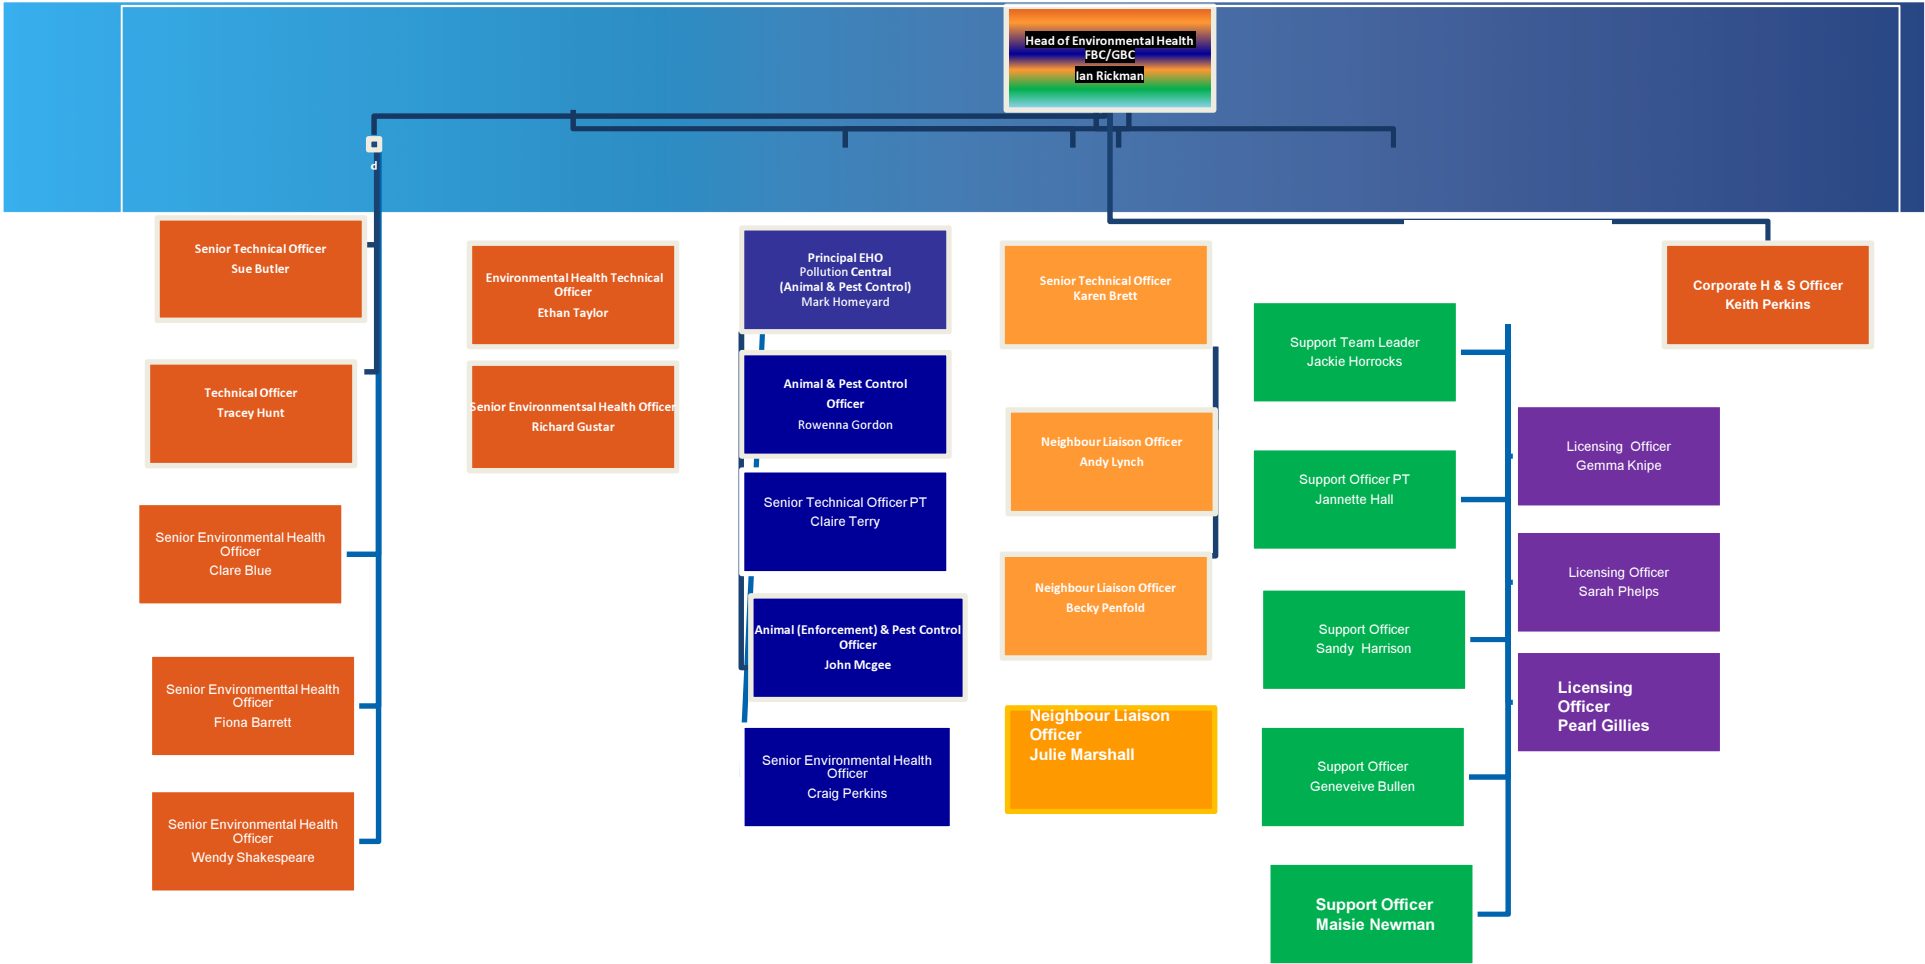 Head of Environmental Health
FBC/GBC
Ian Rickman
d
Senior Technical Officer
Sue Butler
Technical Officer
Tracey Hunt
Senior Environmental Health
Officer
Clare Blue
Senior Environmenttal Health
Officer
Fiona Barrett
Senior Environmental Health
Officer
Wendy Shakespeare
Environmental Health Technical
Officer
Ethan Taylor
Senior Environmentsal Health Officer
Richard Gustar
Principal EHO
Pollution Central
(Animal & Pest Control)
Mark Homeyard
Animal & Pest Control
Officer
Rowenna Gordon
Senior Technical Officer PT
Claire Terry
Animal (Enforcement) & Pest Control
Officer
John Mcgee
Senior Environmental Health
Officer
Craig Perkins
Senior Technical Officer
Karen Brett
Neighbour Liaison Officer
Andy Lynch
Neighbour Liaison Officer
Becky Penfold
Neighbour Liaison
Officer
Julie Marshall
Support Team Leader
Jackie Horrocks
Support Officer PT
Jannette Hall
Support Officer
Sandy Harrison
Support Officer
Geneveive Bullen
Support Officer
Maisie Newman
Licensing Officer
Gemma Knipe
Licensing Officer
Sarah Phelps
Licensing
Officer
Pearl Gillies
Corporate H & S Officer
Keith Perkins